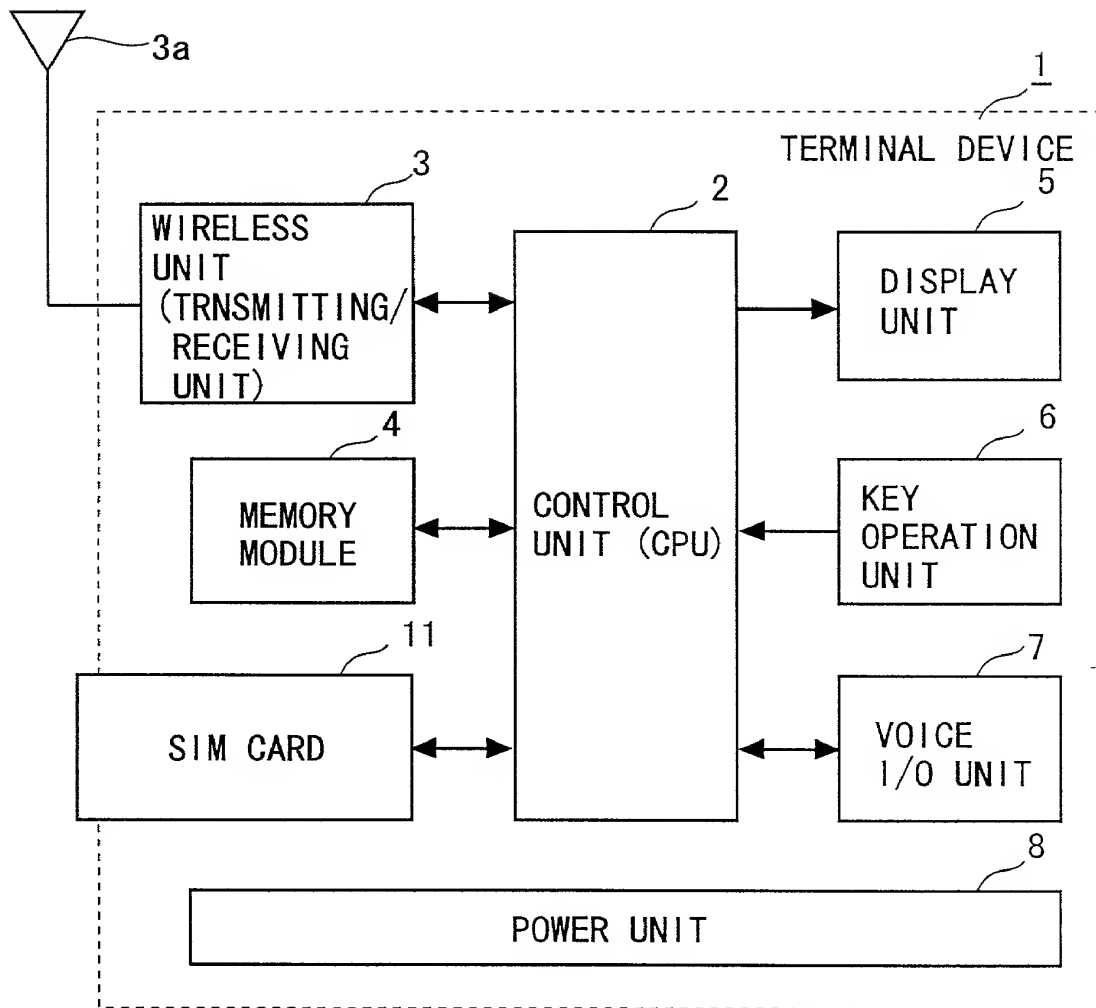 3a
1
TERMINAL DEVICE
3
WIRELESS
UNIT
(TRNSMITTING/
RECEIVING
UNIT)
2
CONTROL
UNIT (CPU)
5
DISPLAY
UNIT
4
MEMORY
MODULE
6
KEY
OPERATION
UNIT
11
SIM CARD
7
VOICE
I/O UNIT
8
POWER UNIT